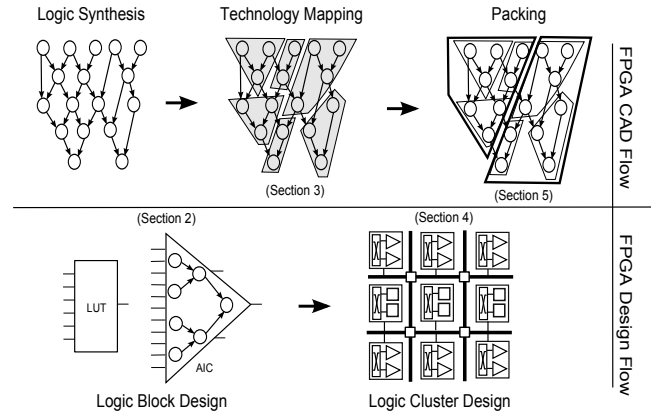 Logic Synthesis
Technology Mapping
Packing
(Section 3)
(Section 5)
FPGA CAD Flow
(Section 2)
(Section 4)
LUT
AIC
Logic Block Design
Logic Cluster Design
FPGA Design Flow